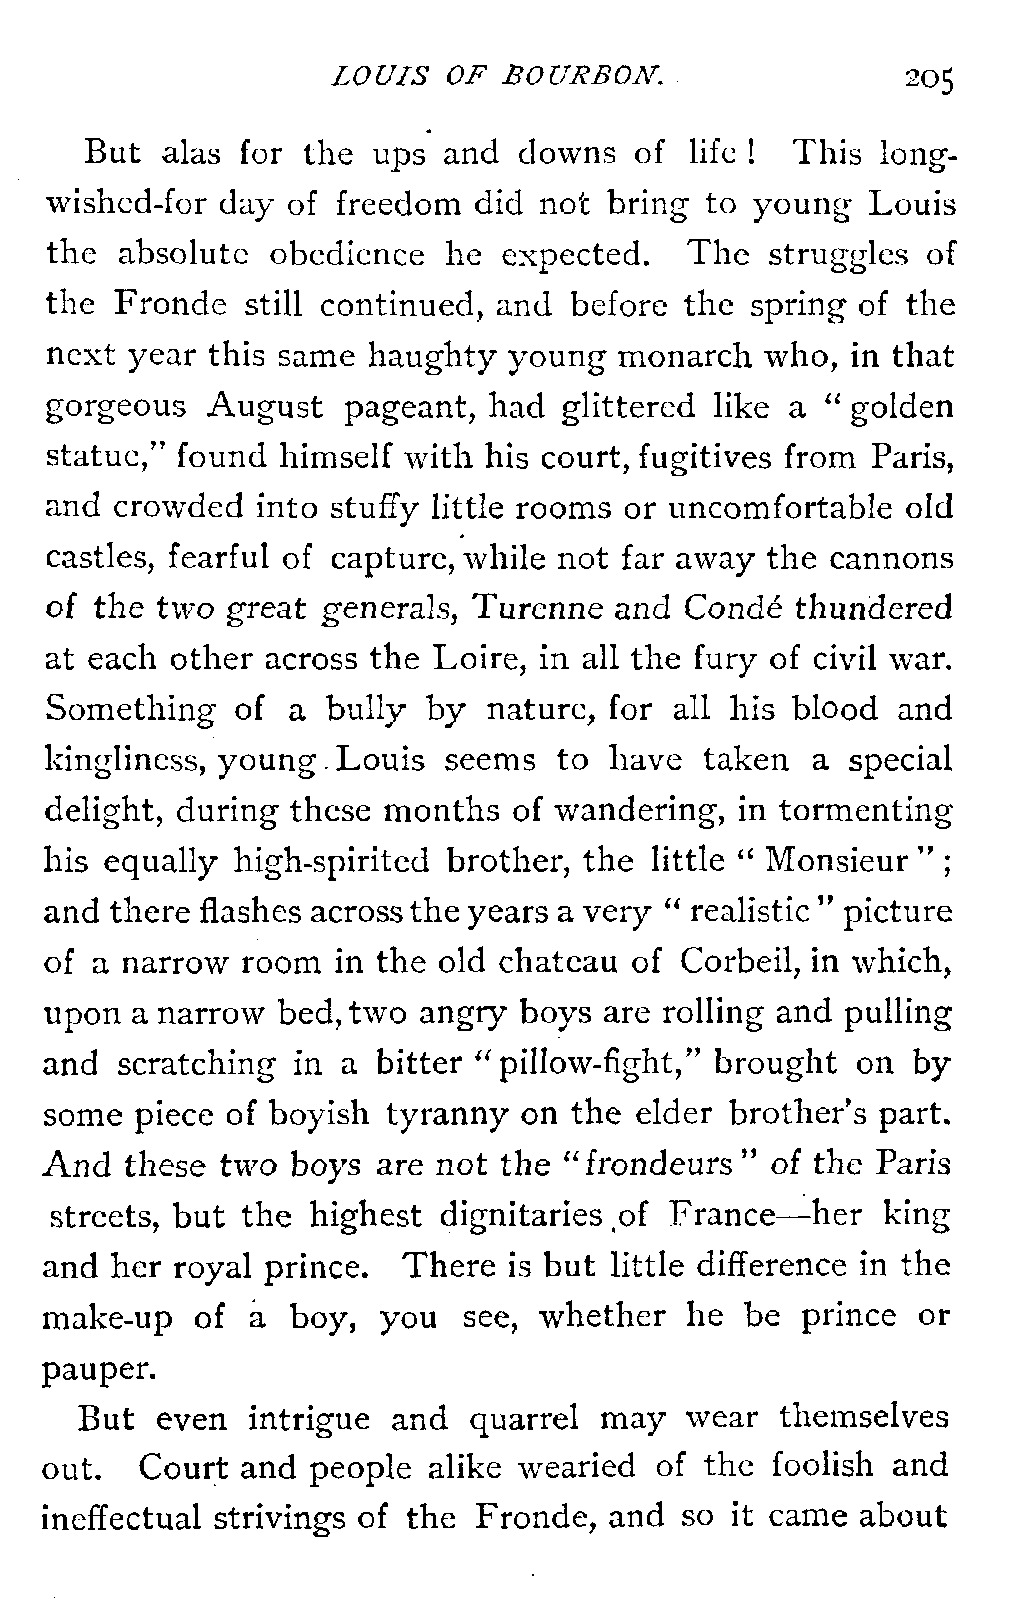 LOUIS OF BOURBON. 205
But alas for the ups and downs of life! This long-
wished-for day of freedom did not bring to young Louis
the absolute obedience he expected. The struggles of
the Fronde still continued, and before the spring of the
next year this same haughty young monarch who, in that
gorgeous August pageant, had glittered like a "golden
statue," found himself with his court, fugitives from Paris,
and crowded into stuffy little rooms or uncomfortable old
castles, fearful of capture, while not far away the cannons
of the two great generals, Turenne and Condé thundered
at each other across the Loire, in all the fury of civil war.
Something of a bully by nature, for all his blood and
kingliness, young Louis seems to have taken a special
delight, during these months of wandering, in tormenting
his equally high-spirited brother, the little "Monsieur";
and there flashes across the years a very "realistic" picture
of a narrow room in the old chateau of Corbeil, in which,
upon a narrow bed, two angry boys are rolling and pulling
and scratching in a bitter "pillow-fight," brought on by
some piece of boyish tyranny on the elder brother's part.
And these two boys are not the "frondeurs" of the Paris
streets, but the highest dignitaries of France—her king
and her royal prince. There is but little difference in the
make-up of a boy, you see, whether he be prince or
pauper.
But even intrigue and quarrel may wear themselves
out. Court and people alike wearied of the foolish and
ineffectual strivings of the Fronde, and so it came about